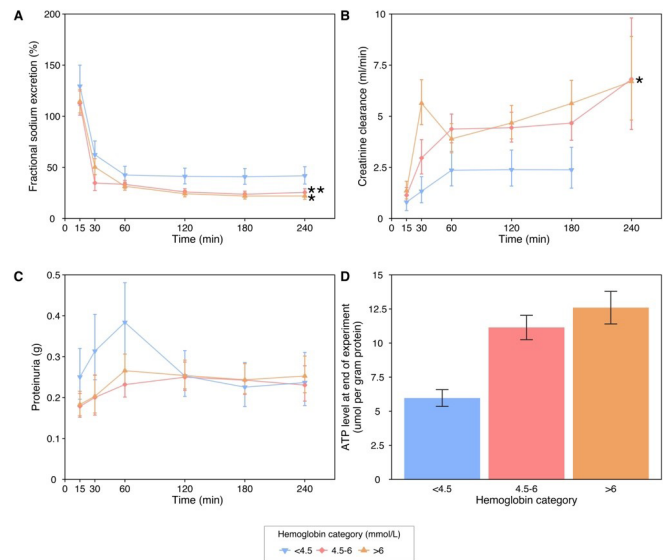 A
Fractional sodium excretion (%)
200
150
100
50
0
0 15 30 60 120 180 240
Time (min)
**
*
B
Creatinine clearance (ml/min)
10
7.5
5
2.5
0
0 15 30 60 120 180 240
Time (min)
*
C
Proteinuria (g)
0.5
0.4
0.3
0.2
0.1
0
0 15 30 60 120 180 240
Time (min)
D
ATP level at end of experiment
(umol per gram protein)
15
12.5
10
7.5
5
2.5
0
<4.5 4.5-6 >6
Hemoglobin category
Hemoglobin category (mmol/L)
<4.5 4.5-6 >6